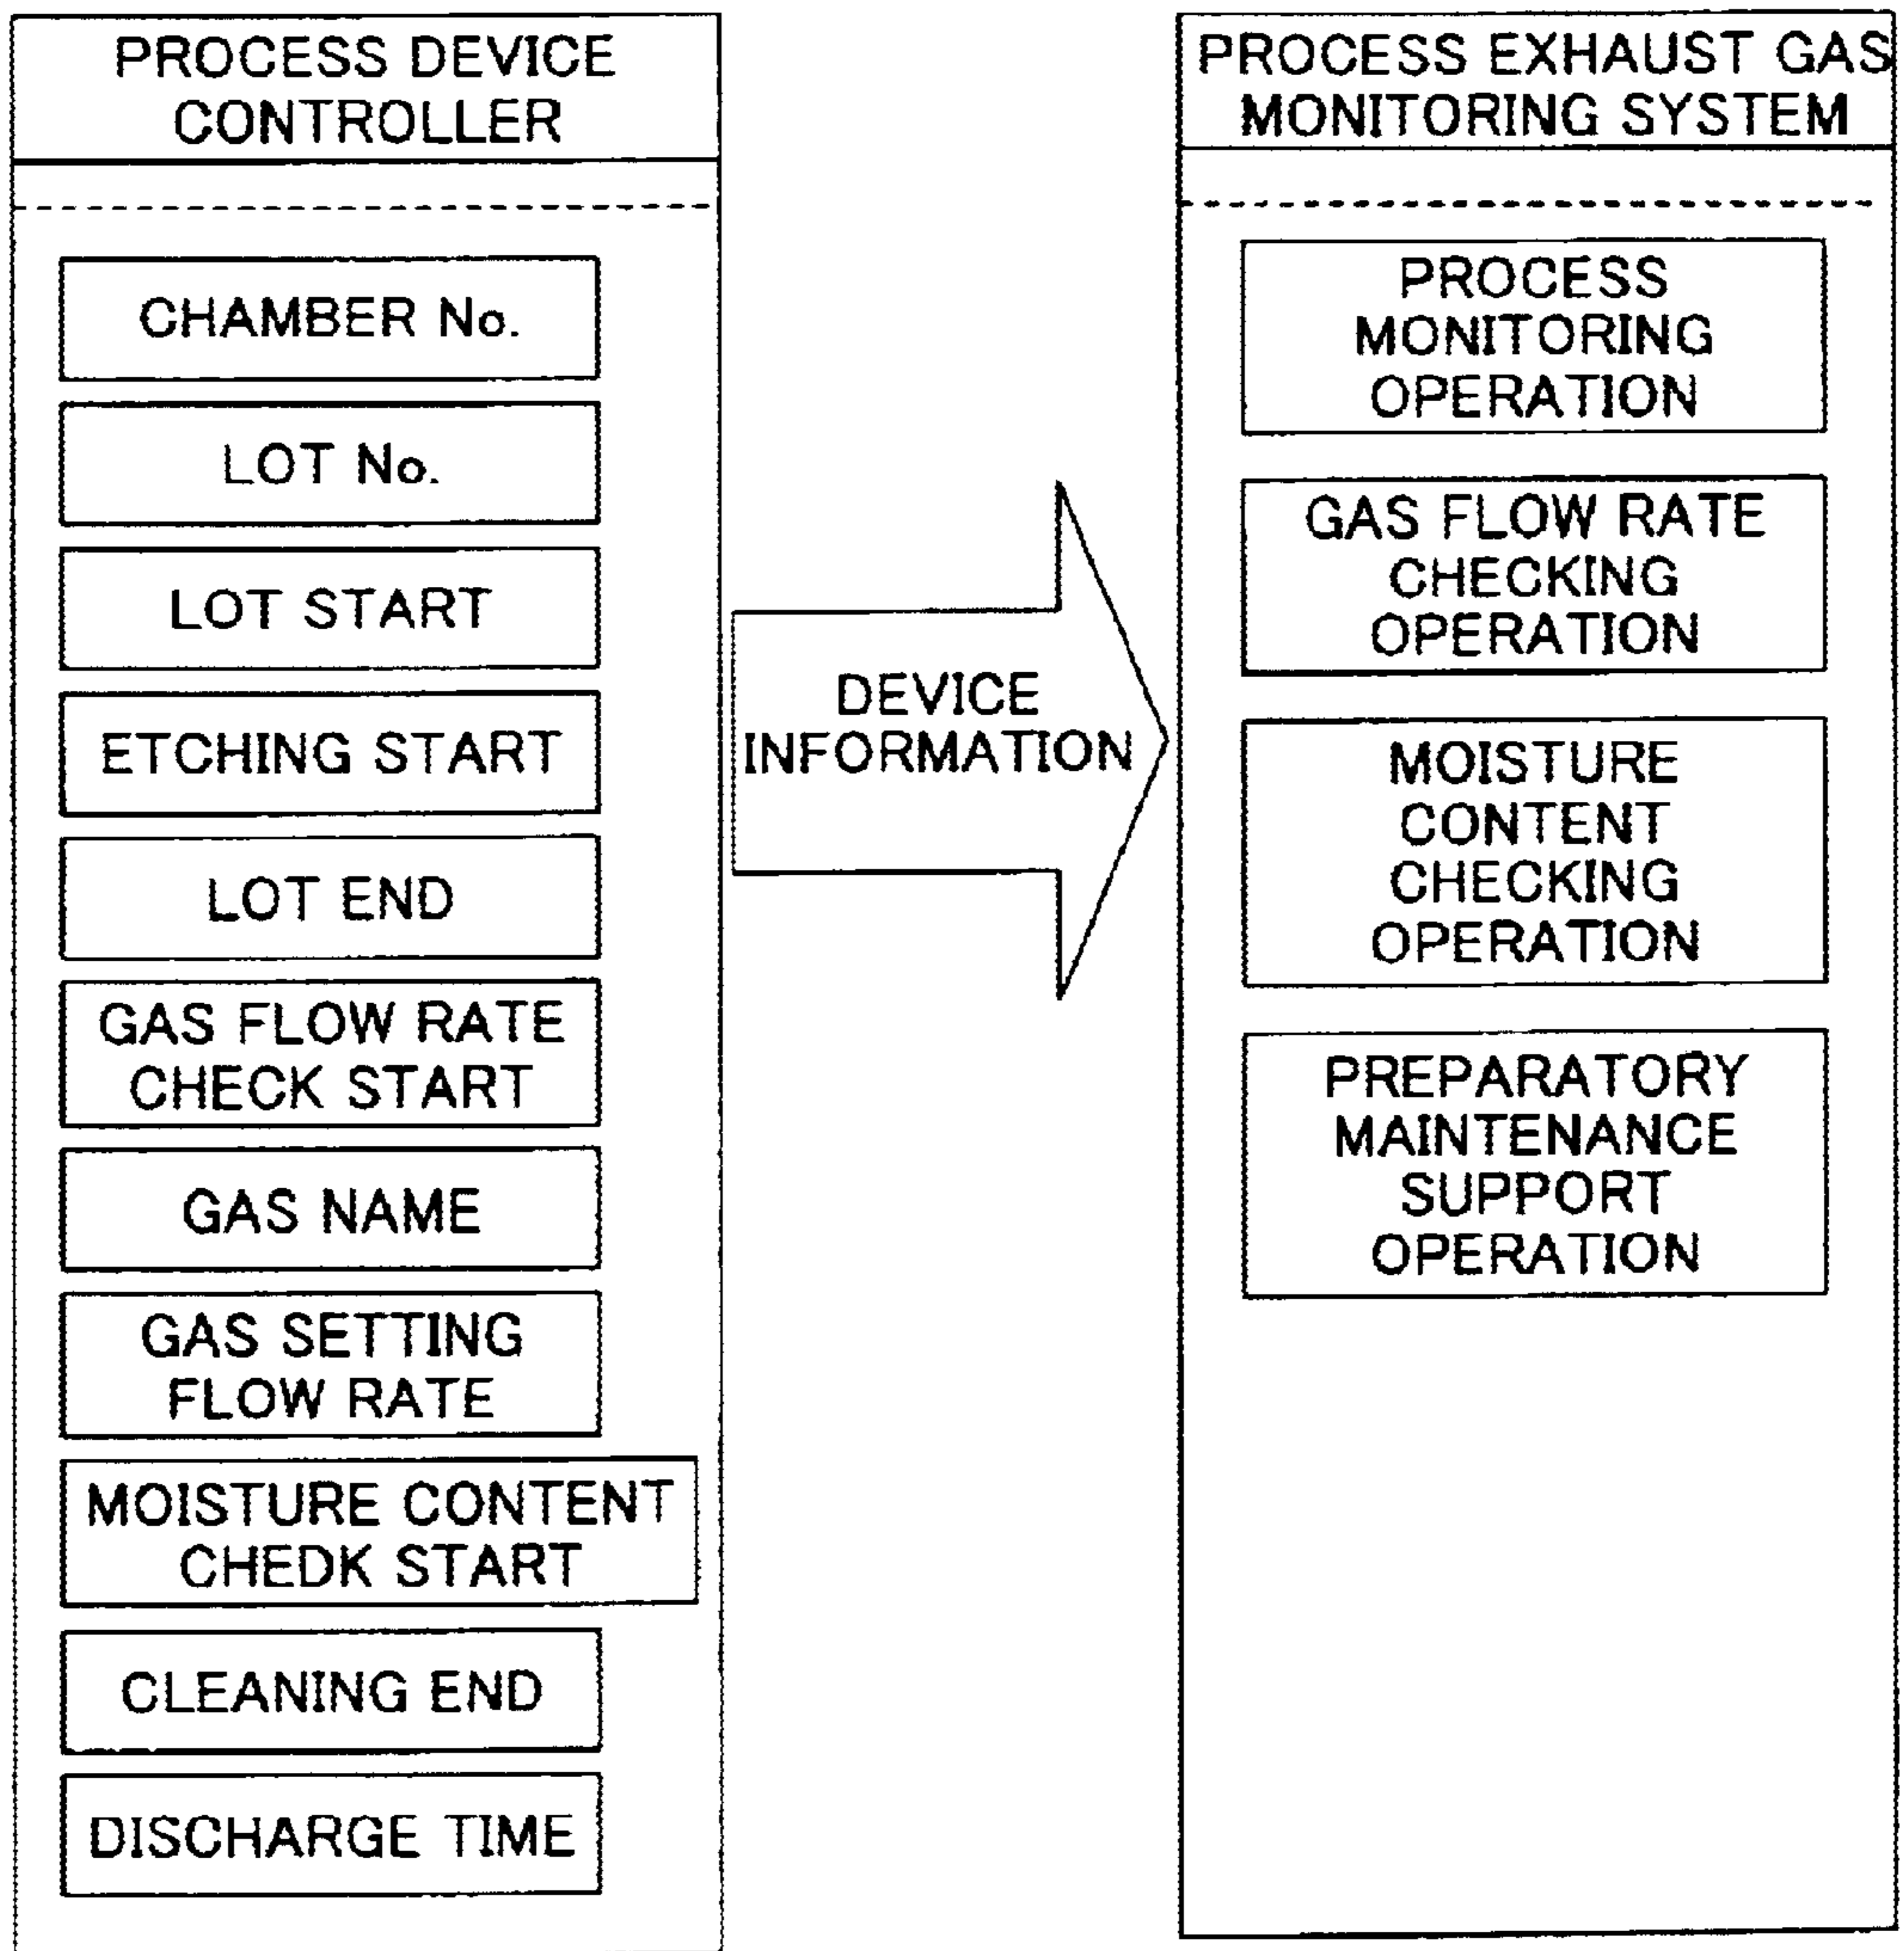 PROCESS DEVICE
CONTROLLER
CHAMBER No.
LOT No.
LOT START
ETCHING START
LOT END
GAS FLOW RATE
CHECK START
GAS NAME
GAS SETTING
FLOW RATE
MOISTURE CONTENT
CHEDK START
CLEANING END
DISCHARGE TIME
DEVICE
INFORMATION
PROCESS EXHAUST GAS
MONITORING SYSTEM
PROCESS
MONITORING
OPERATION
GAS FLOW RATE
CHECKING
OPERATION
MOISTURE
CONTENT
CHECKING
OPERATION
PREPARATORY
MAINTENANCE
SUPPORT
OPERATION